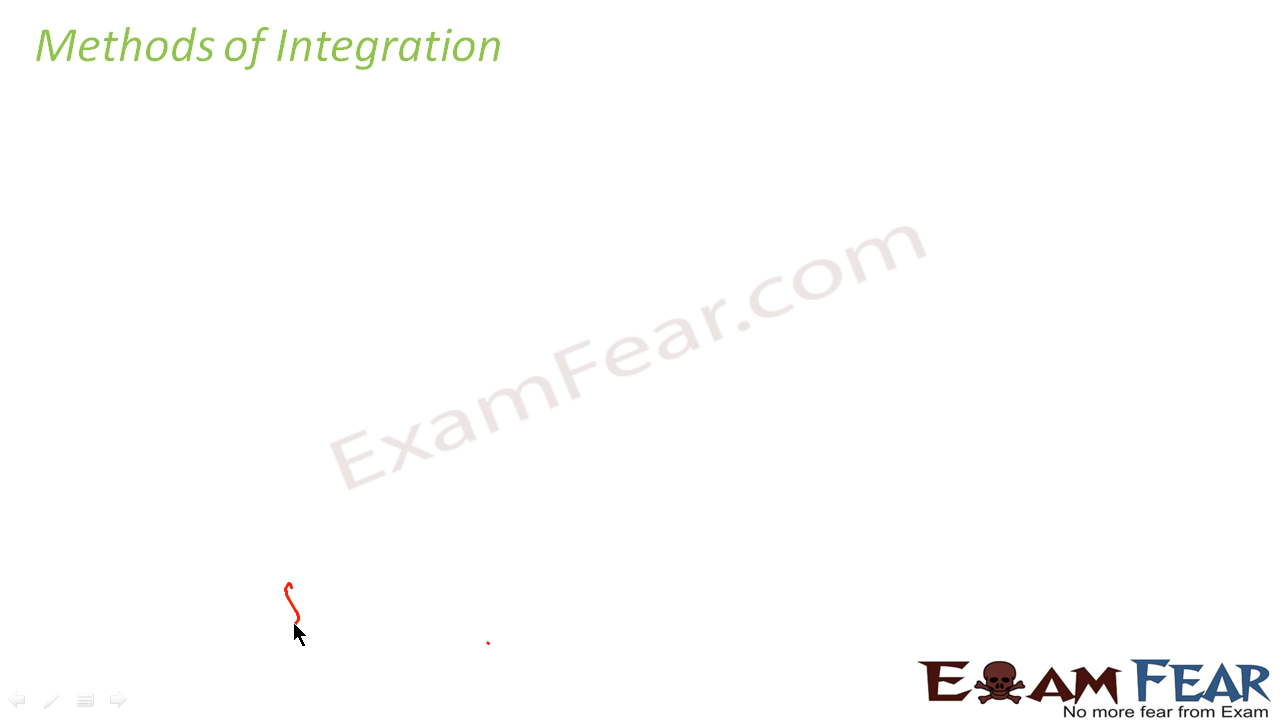 Methods of Integration
ExamFear.com
∫
EXAM FEAR
No more fear from Exam